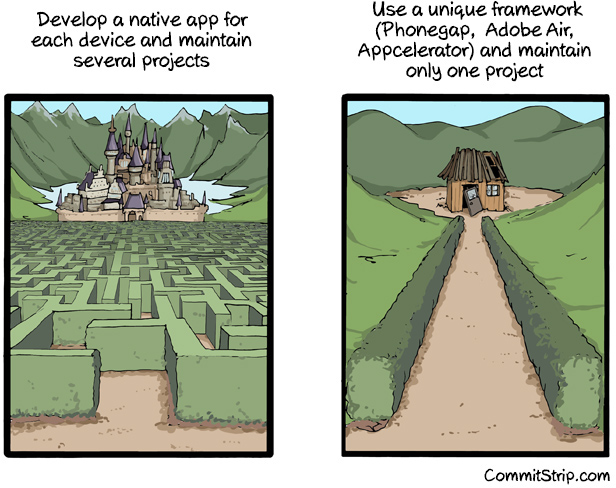 Develop a native app for
each device and maintain
several projects
Use a unique framework
(Phonegap, Adobe Air,
Appcelerator) and maintain
only one project
CommitStrip.com